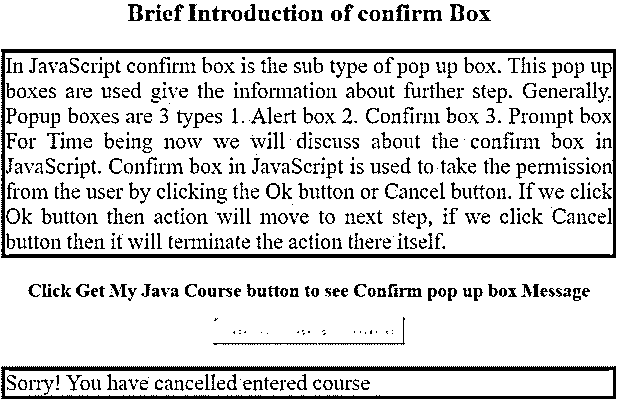 Brief Introduction of confirm Box
In JavaScript confirm box is the sub type of pop up box. This pop up
boxes are used give the information about further step. Generally.
Popup boxes are 3 types 1. Alert box 2. Confirm box 3. Prompt box
For Time being now we will discuss about the confirm box in
JavaScript. Confirm box in JavaScript is used to take the permission
from the user by clicking the Ok button or Cancel button. If we click
Ok button then action will move to next step, if we click Cancel
button then it will terminate the action there itself.
Click Get My Java Course button to see Confirm pop up box Message
Sorry! You have cancelled entered course